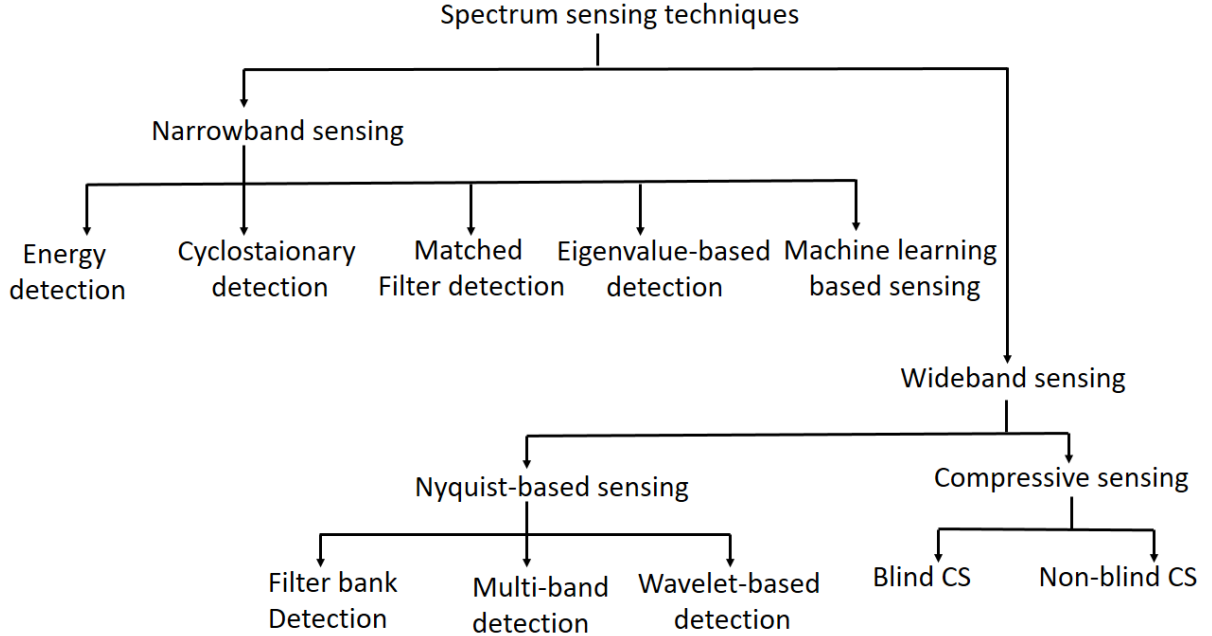 Spectrum sensing techniques
Narrowband sensing
Energy
detection
Cyclostaionary
detection
Matched
Filter detection
Eigenvalue-based
detection
Machine learning
based sensing
Wideband sensing
Nyquist-based sensing
Compressive sensing
Filter bank
Detection
Multi-band
detection
Wavelet-based
detection
Blind CS
Non-blind CS